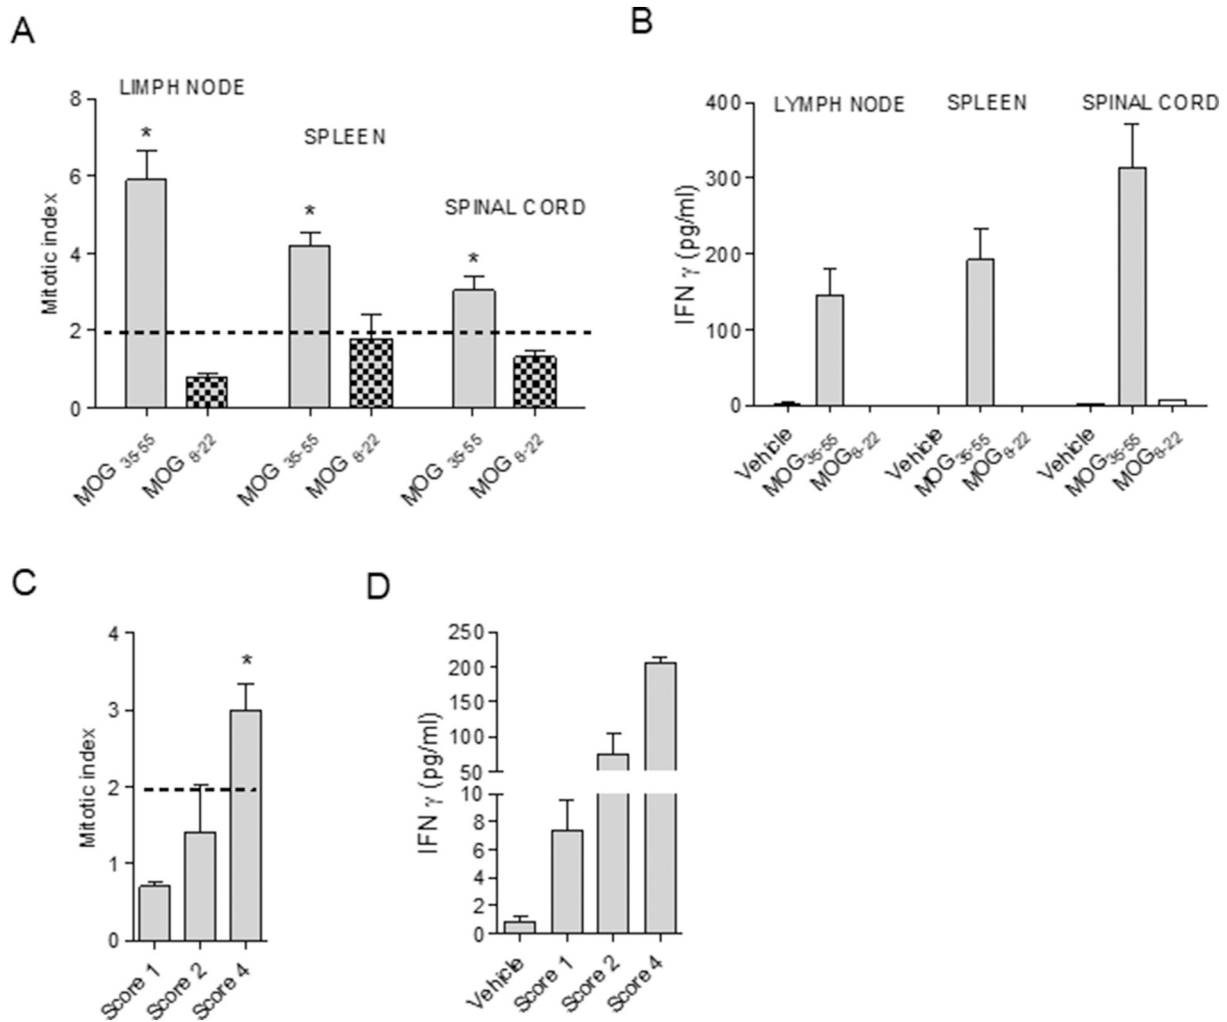 A
LIMPH NODE
SPLEEN
SPINAL CORD
Mitotic index
8
6
4
2
0
*
*
*
MOG 35-55
MOG 8-22
MOG 35-55
MOG 8-22
MOG 35-55
MOG 8-22
B
LYMPH NODE
SPLEEN
SPINAL CORD
IFN γ (pg/ml)
400
300
200
100
0
Vehicle
MOG35-55
MOG8-22
Vehicle
MOG35-55
MOG8-22
Vehicle
MOG35-55
MOG8-22
C
Mitotic index
4
3
2
1
0
*
Score 1
Score 2
Score 4
D
IFN γ (pg/ml)
250
200
150
100
50
10
8
6
4
2
0
Vehicle
Score 1
Score 2
Score 4